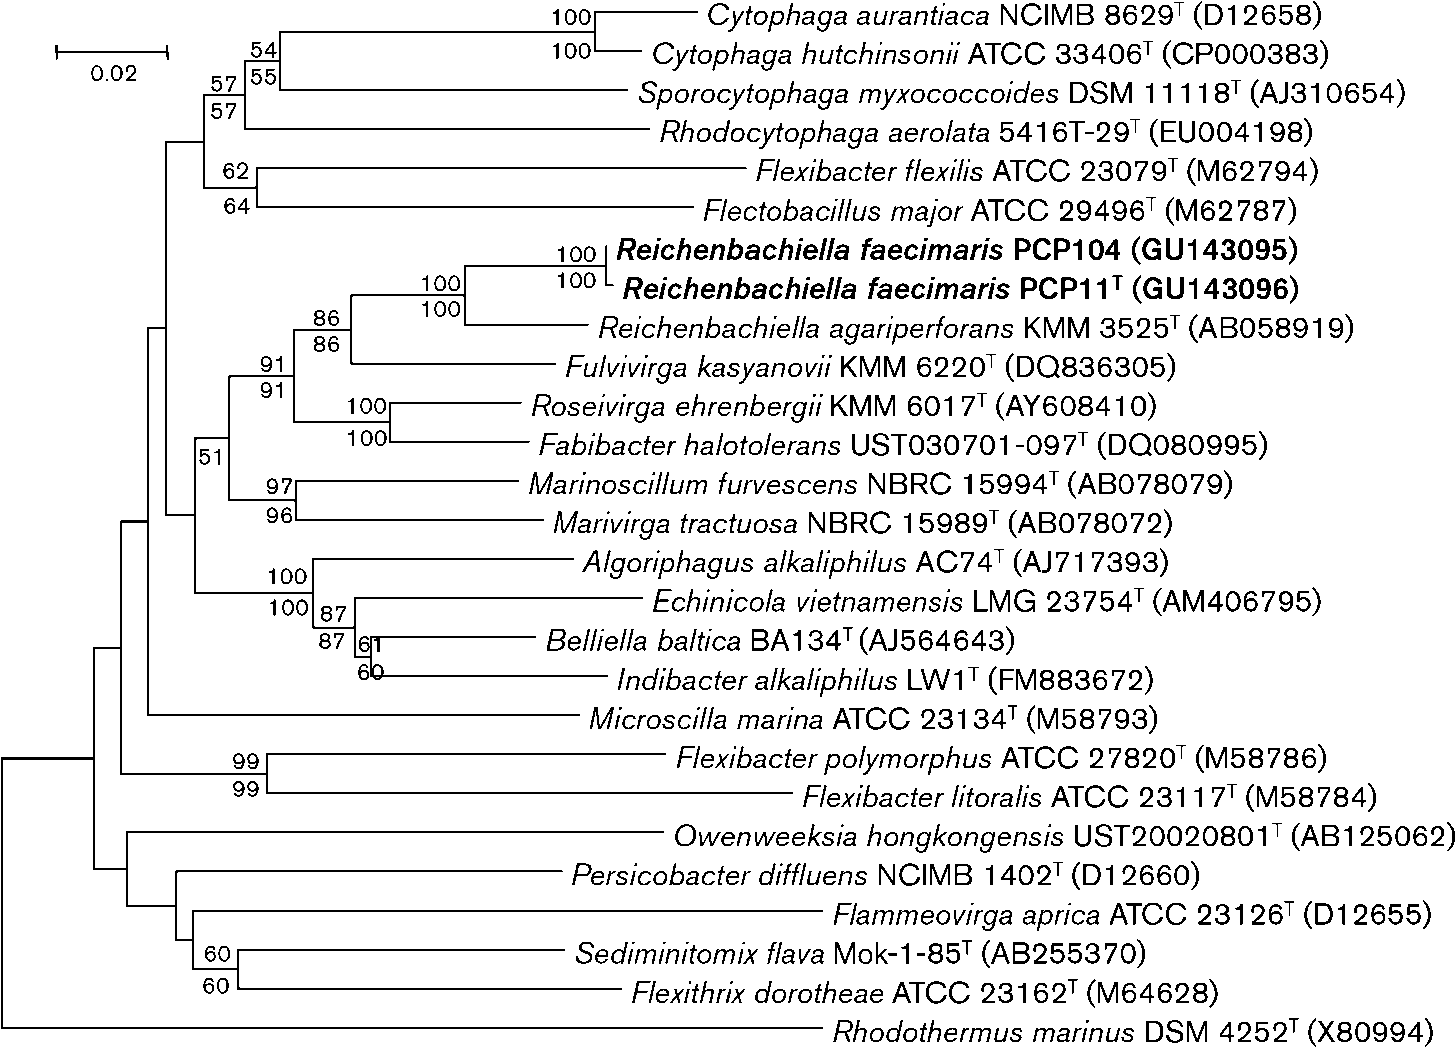 100 Cytophaga aurantiaca NCIMB 8629ᵀ (D12658)
0.02
54
100 Cytophaga hutchinsonii ATCC 33406ᵀ (CP000383)
57 55 Sporocytophaga myxococcoides DSM 11118ᵀ (AJ310654)
57 Rhodocytophaga aerolata 5416T-29ᵀ (EU004198)
62 Flexibacter flexilis ATCC 23079ᵀ (M62794)
64 Flectobacillus major ATCC 29496ᵀ (M62787)
100 Reichenbachiella faecimaris PCP104 (GU143095)
100 100 Reichenbachiella faecimaris PCP11ᵀ (GU143096)
86 100 Reichenbachiella agariperforans KMM 3525ᵀ (AB058919)
86
91 Fulvivirga kasyanovii KMM 6220ᵀ (DQ836305)
91 100 Roseivirga ehrenbergii KMM 6017ᵀ (AY608410)
100 Fabibacter halotolerans UST030701-097ᵀ (DQ080995)
51
97 Marinoscillum furvescens NBRC 15994ᵀ (AB078079)
96 Marivirga tractuosa NBRC 15989ᵀ (AB078072)
Algoriphagus alkaliphilus AC74ᵀ (AJ717393)
100
100 87 Echinicola vietnamensis LMG 23754ᵀ (AM406795)
87 61 Belliella baltica BA134ᵀ (AJ564643)
60 Indibacter alkaliphilus LW1ᵀ (FM883672)
Microscilla marina ATCC 23134ᵀ (M58793)
99 Flexibacter polymorphus ATCC 27820ᵀ (M58786)
99 Flexibacter litoralis ATCC 23117ᵀ (M58784)
Owenweeksia hongkongensis UST20020801ᵀ (AB125062)
Persicobacter diffluens NCIMB 1402ᵀ (D12660)
Flammeovirga aprica ATCC 23126ᵀ (D12655)
60 Sediminitomix flava Mok-1-85ᵀ (AB255370)
60 Flexithrix dorotheae ATCC 23162ᵀ (M64628)
Rhodothermus marinus DSM 4252ᵀ (X80994)